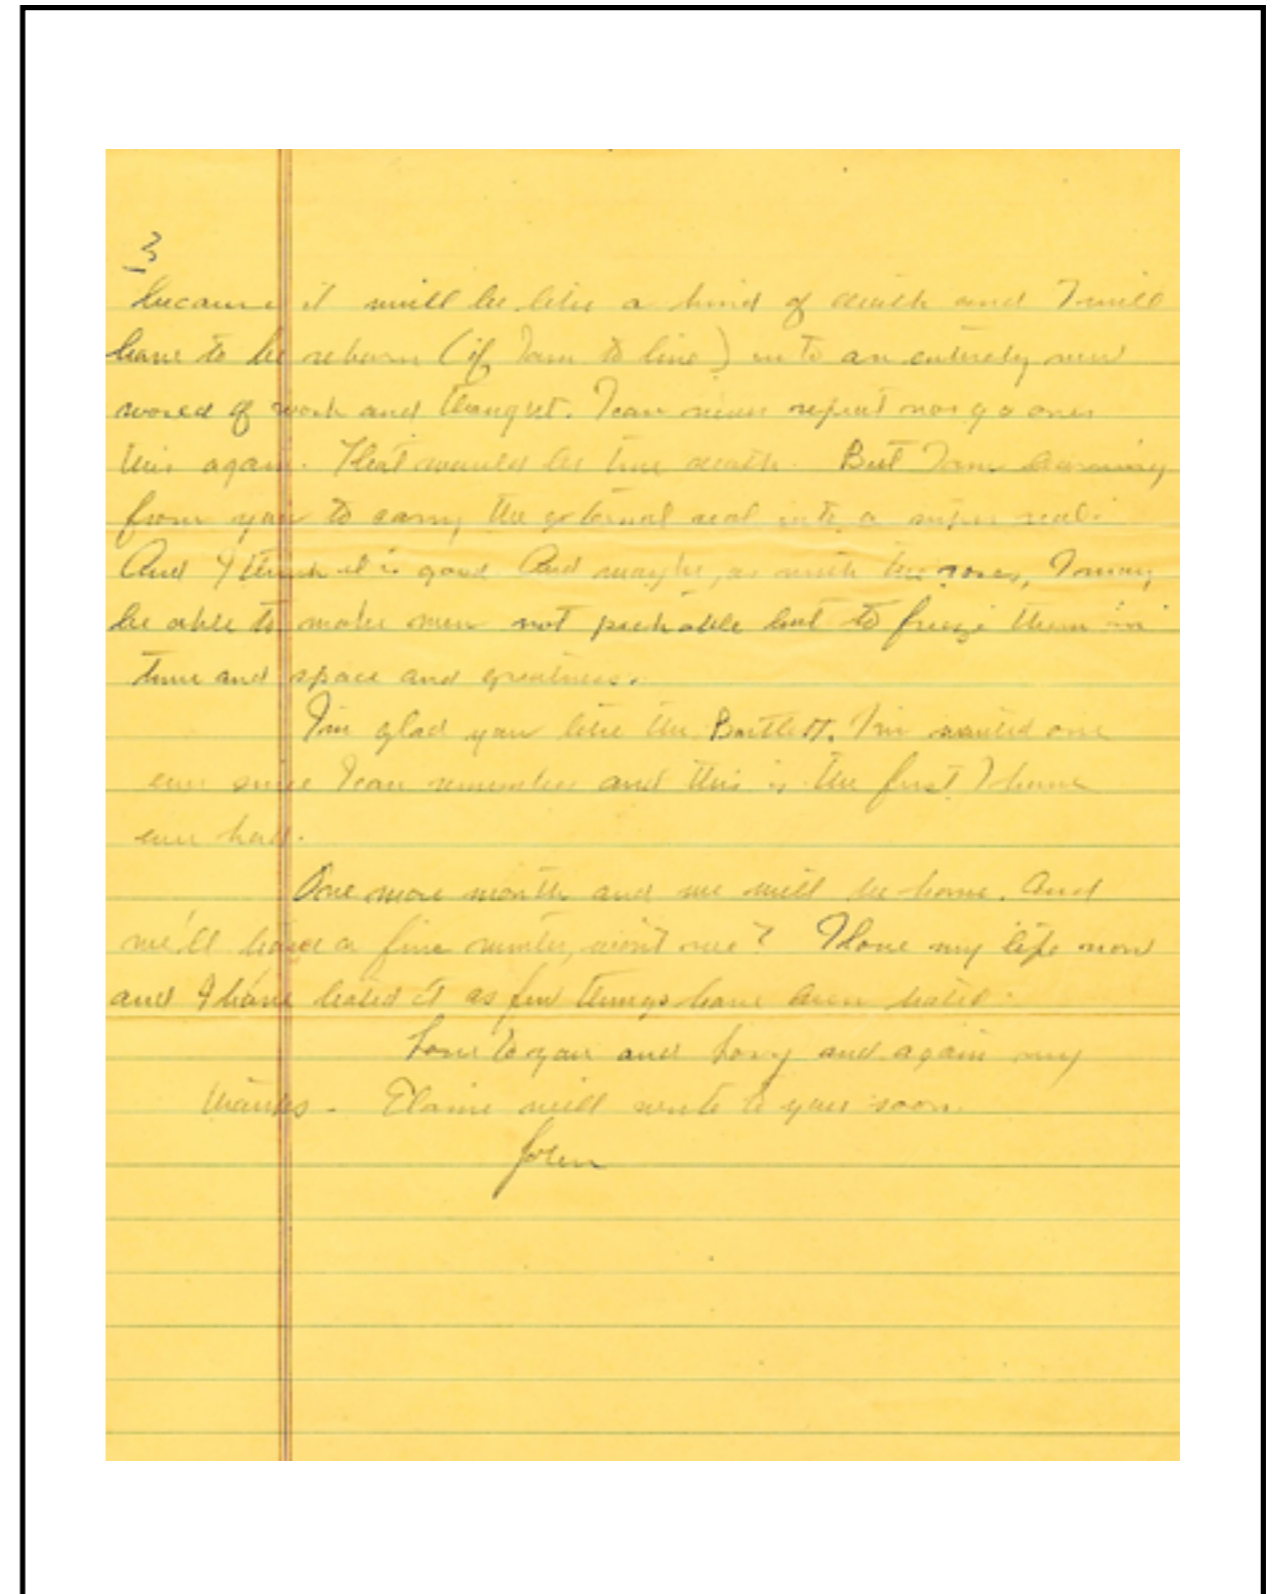 3
because it will be like a kind of death and I will
have to be reborn (if I am to live) into an entirely new
world of work and thought. I can never repeat nor go over
this again. That would be true death. But I am learning
from you to carry the external real into a super real.
And I think it is good. And maybe, as with the roses, I may
be able to make men not pickable but to freeze them in
time and space and greatness.
I'm glad you like the Bartlett. I've wanted one
ever since I can remember and this is the first I have
ever had.
One more month and we will be home. And
we'll have a fine winter, won't we? I love my life now
and I have hated it as few things have been hated.
Love to you and and again my
thanks - Elaine will write to you soon.
John